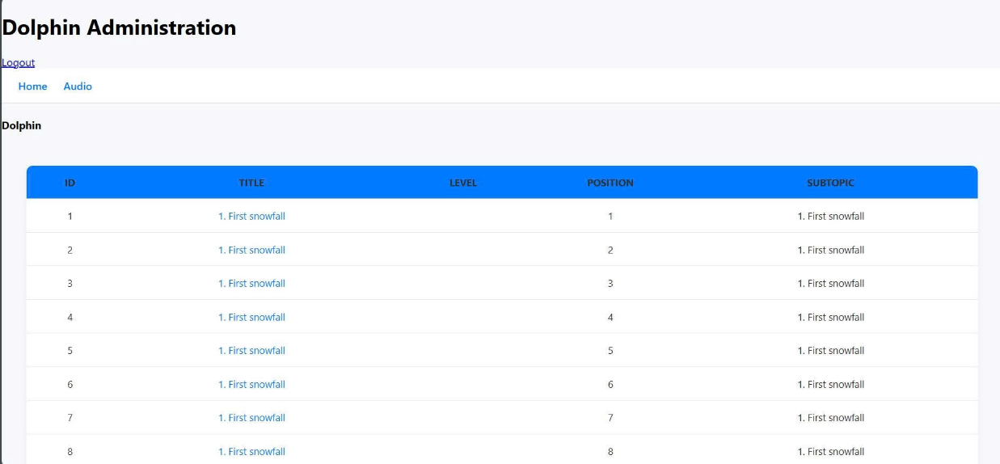 Dolphin Administration
Logout
Home Audio
Dolphin
ID TITLE LEVEL POSITION SUBTOPIC
1 1. First snowfall 1 1. First snowfall
2 1. First snowfall 2 1. First snowfall
3 1. First snowfall 3 1. First snowfall
4 1. First snowfall 4 1. First snowfall
5 1. First snowfall 5 1. First snowfall
6 1. First snowfall 6 1. First snowfall
7 1. First snowfall 7 1. First snowfall
8 1. First snowfall 8 1. First snowfall